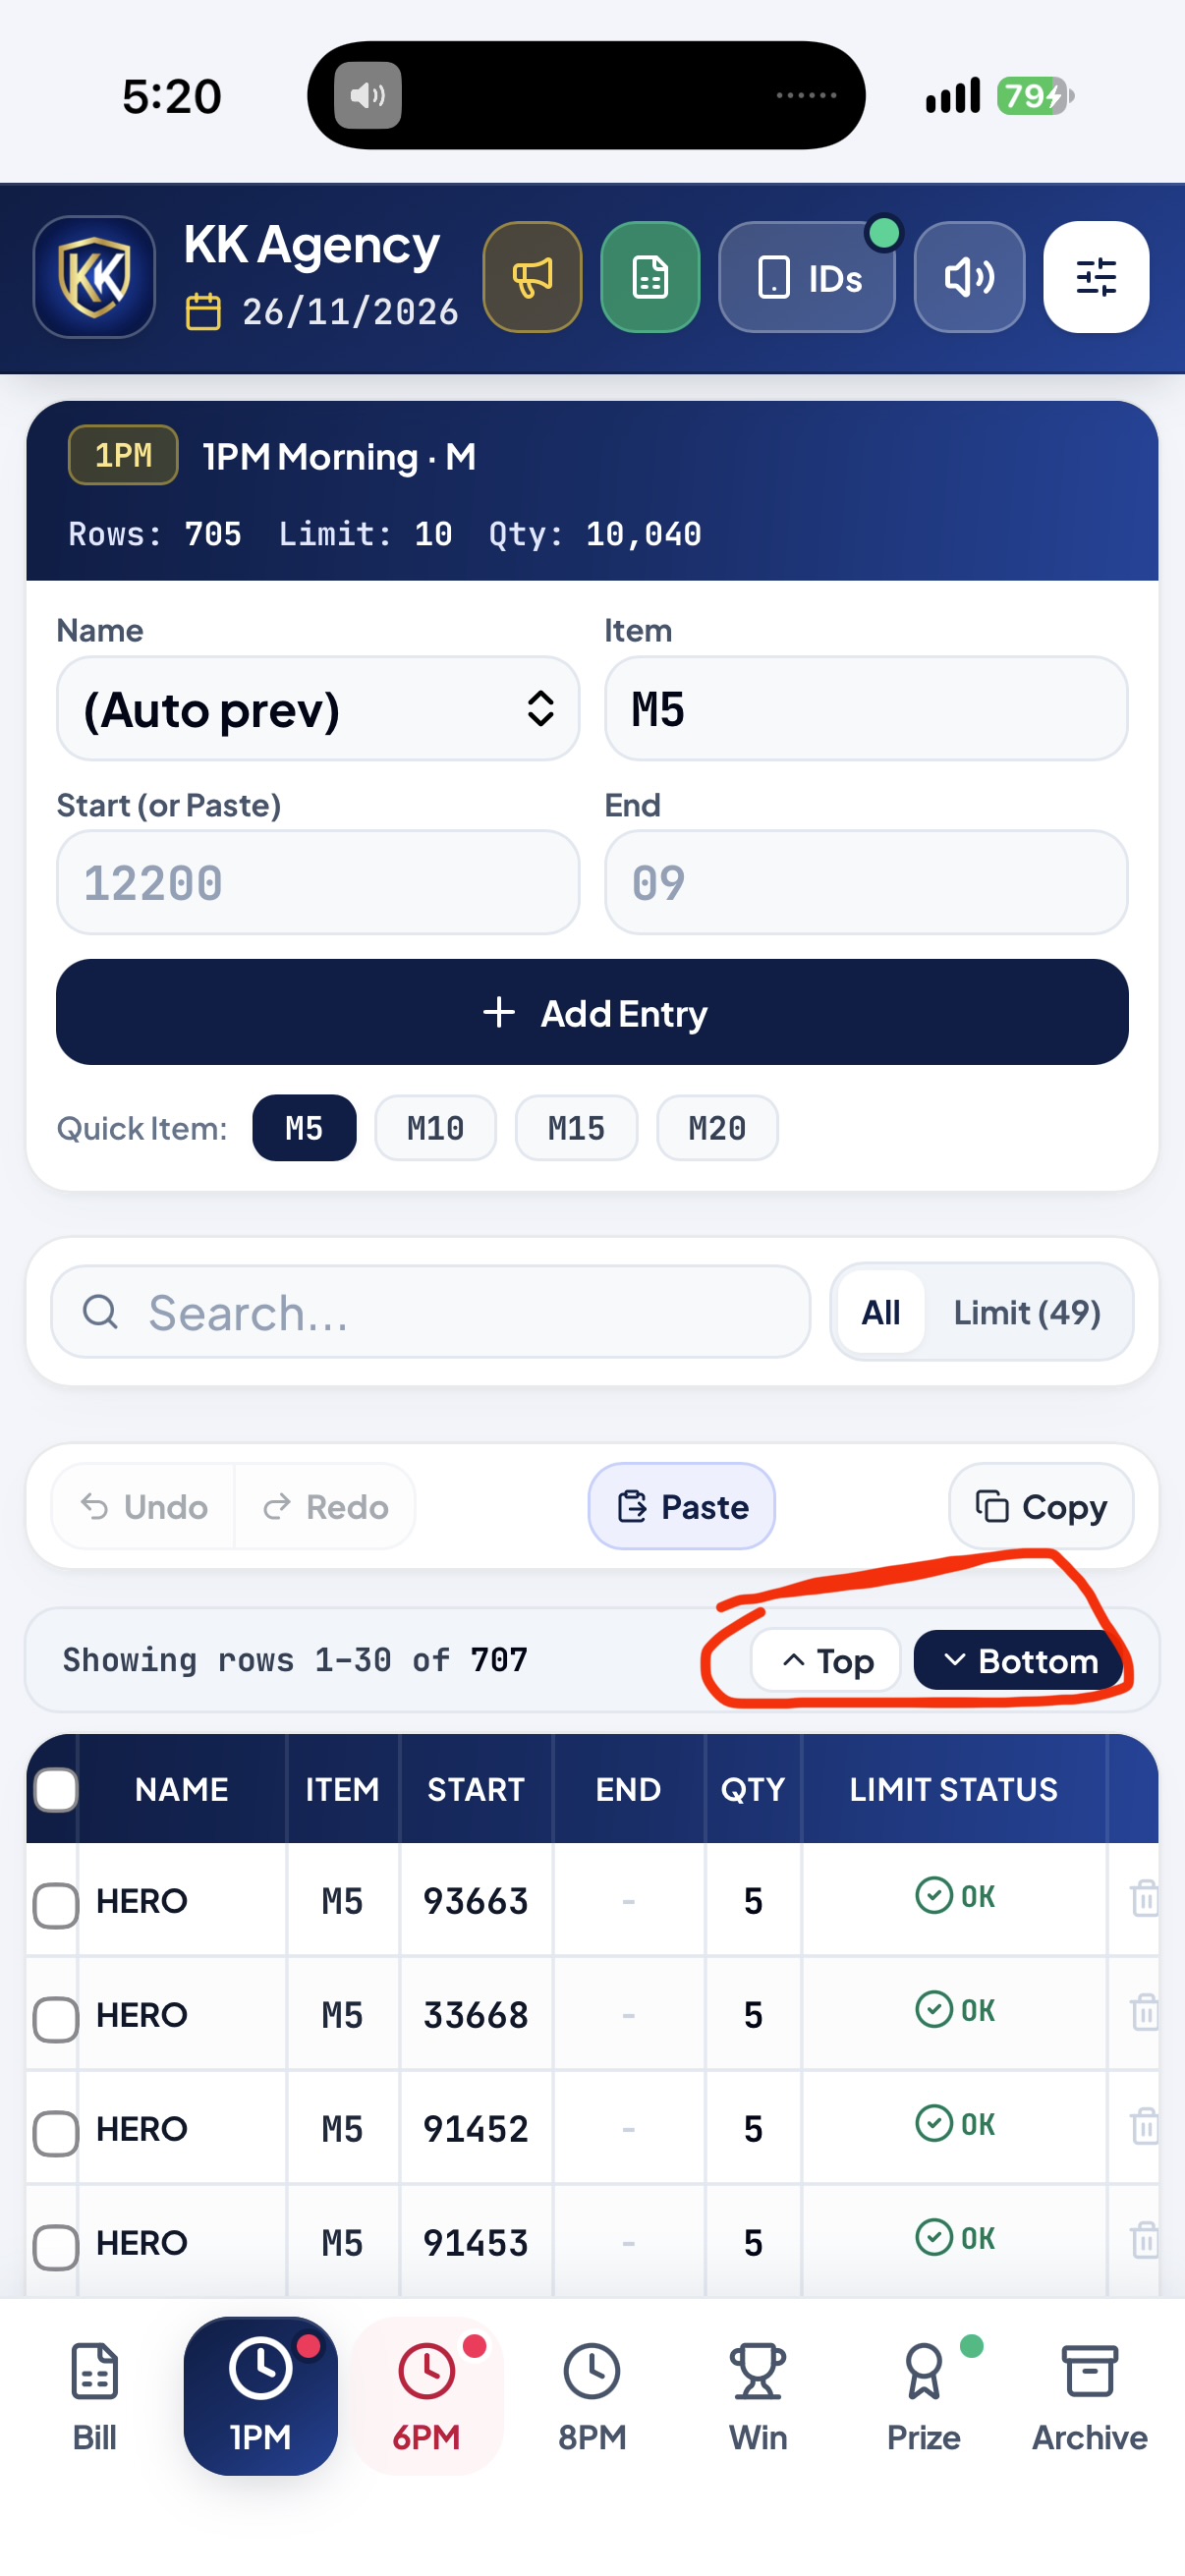 5:20
79
KK
KK Agency
26/11/2026
IDs
1PM 1PM Morning · M
Rows: 705 Limit: 10 Qty: 10,040
Name Item
(Auto prev) M5
Start (or Paste) End
12200 09
+ Add Entry
Quick Item: M5 M10 M15 M20
Search... All Limit (49)
Undo Redo Paste Copy
Showing rows 1-30 of 707 Top Bottom
NAME ITEM START END QTY LIMIT STATUS
HERO M5 93663 - 5 OK
HERO M5 33668 - 5 OK
HERO M5 91452 - 5 OK
HERO M5 91453 - 5 OK
Bill 1PM 6PM 8PM Win Prize Archive